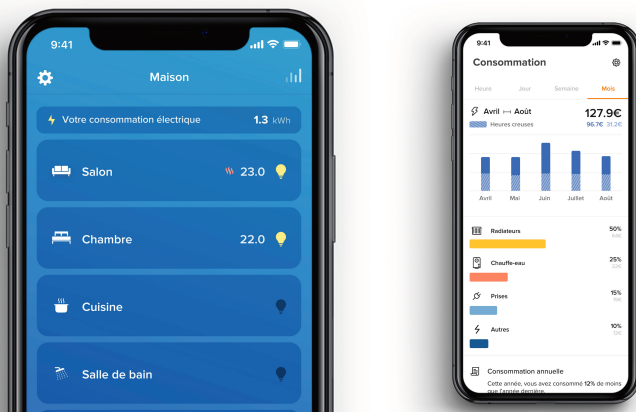 9:41
Maison
Votre consommation électrique 1.3 kWh
Salon 23.0
Chambre 22.0
Cuisine
Salle de bain
9:41
Consommation
Heure Jour Semaine Mois
Avril Août 127.9€
Heures creuses 96.7€ 31.2€
Avril Mai Juin Juillet Août
Radiateurs 50%
Chauffe-eau 25%
Prises 15%
Autres 10%
Consommation annuelle
Cette année, vous avez consommé 12% de moins
que l'année dernière.